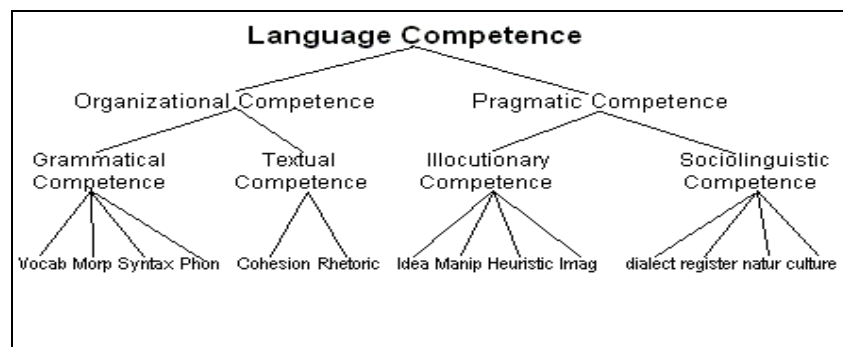 Language Competence
Organizational Competence Pragmatic Competence
Grammatical Competence
Textual Competence
Illocutionary Competence
Sociolinguistic Competence
Vocab Morp Syntax Phon
Cohesion Rhetoric
Idea Manip Heuristic Imag
dialect register natur culture